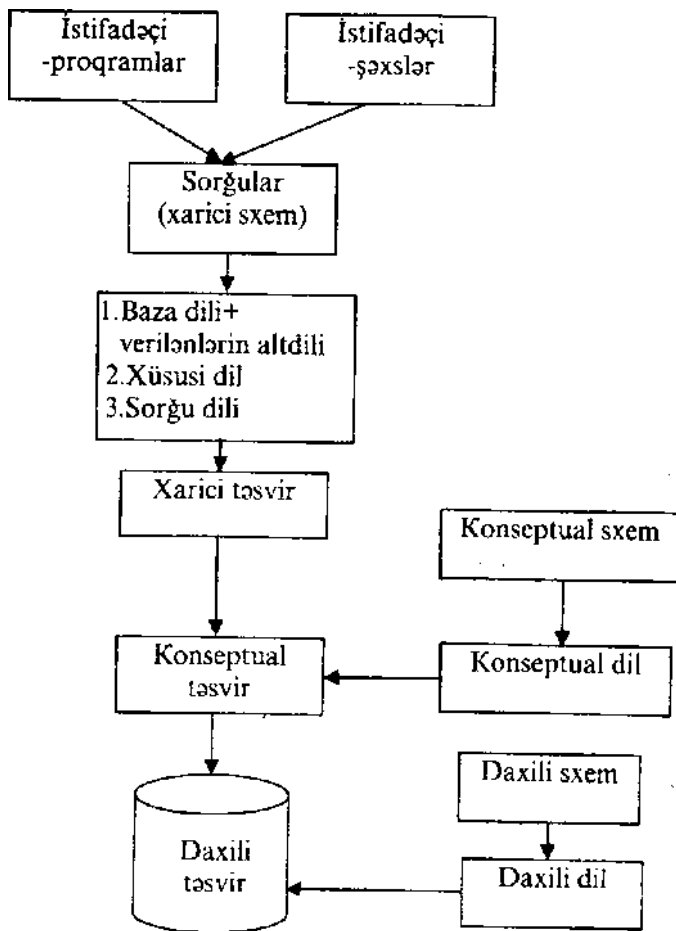 İstifadəçi
-proqramlar
İstifadəçi
-şəxslər
Sorğular
(xarici sxem)
1.Baza dili+
verilənlərin altdili
2.Xüsusi dil
3.Sorğu dili
Xarici təsvir
Konseptual sxem
Konseptual
təsvir
Konseptual dil
Daxili sxem
Daxili
təsvir
Daxili dil